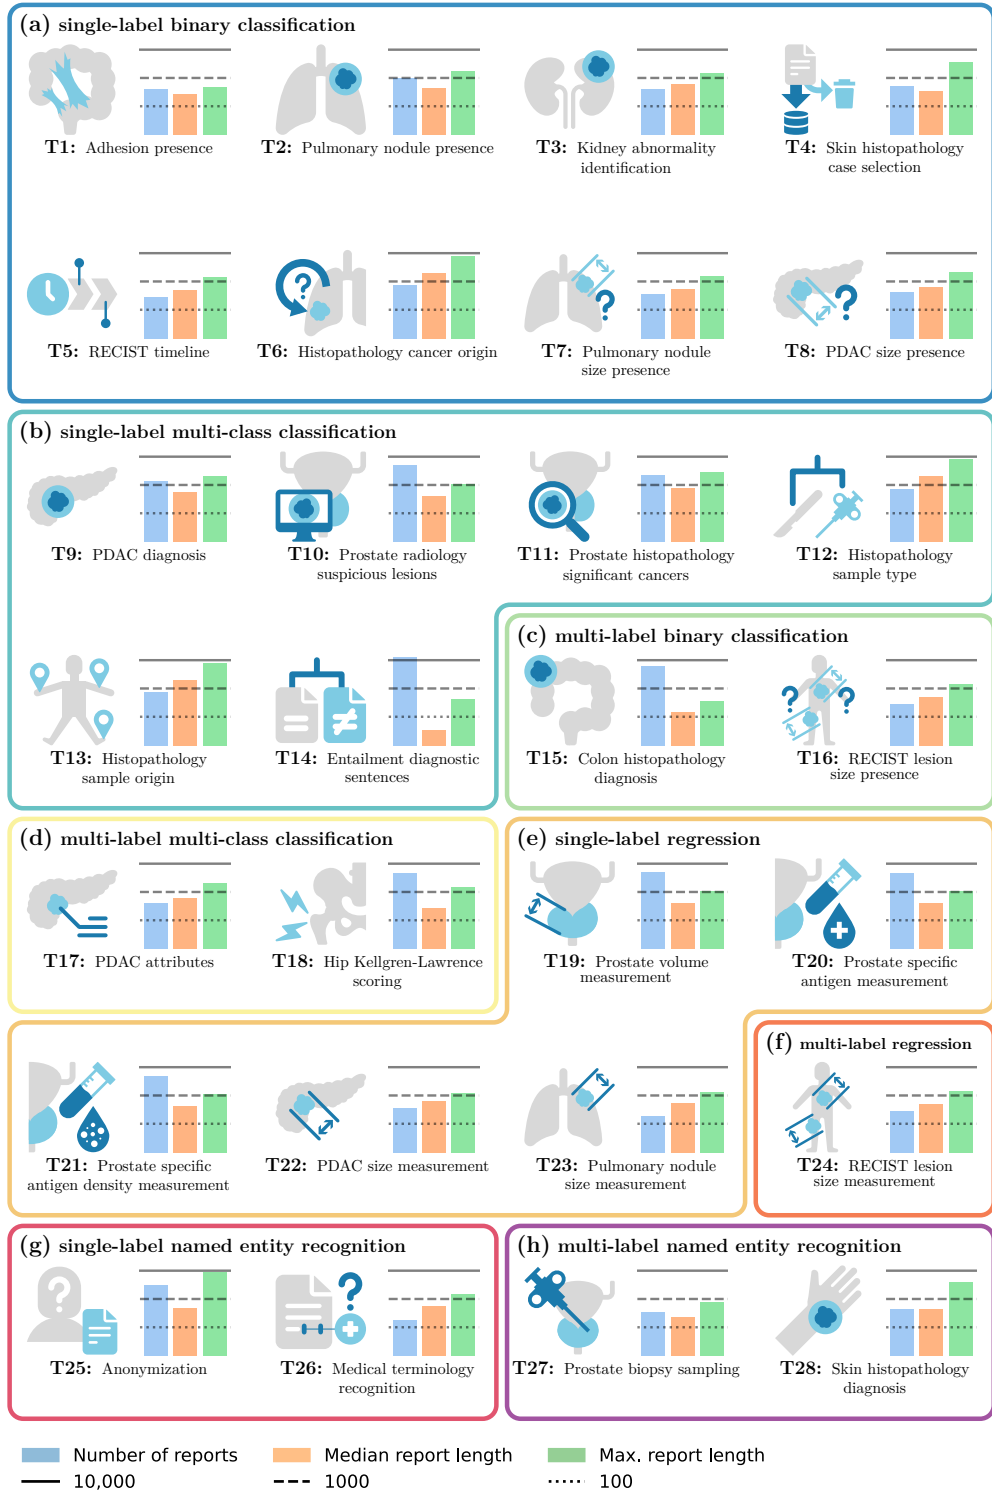 (a) single-label binary classification
T1: Adhesion presence
T2: Pulmonary nodule presence
T3: Kidney abnormality
identification
T4: Skin histopathology
case selection
T5: RECIST timeline
T6: Histopathology cancer origin
T7: Pulmonary nodule
size presence
T8: PDAC size presence
(b) single-label multi-class classification
T9: PDAC diagnosis
T10: Prostate radiology
suspicious lesions
T11: Prostate histopathology
significant cancers
T12: Histopathology
sample type
T13: Histopathology
sample origin
T14: Entailment diagnostic
sentences
(c) multi-label binary classification
T15: Colon histopathology
diagnosis
T16: RECIST lesion
size presence
(d) multi-label multi-class classification
T17: PDAC attributes
T18: Hip Kellgren-Lawrence
scoring
(e) single-label regression
T19: Prostate volume
measurement
T20: Prostate specific
antigen measurement
T21: Prostate specific
antigen density measurement
T22: PDAC size measurement
T23: Pulmonary nodule
size measurement
(f) multi-label regression
T24: RECIST lesion
size measurement
(g) single-label named entity recognition
T25: Anonymization
T26: Medical terminology
recognition
(h) multi-label named entity recognition
T27: Prostate biopsy sampling
T28: Skin histopathology
diagnosis
Number of reports
Median report length
Max. report length
10,000
1000
100